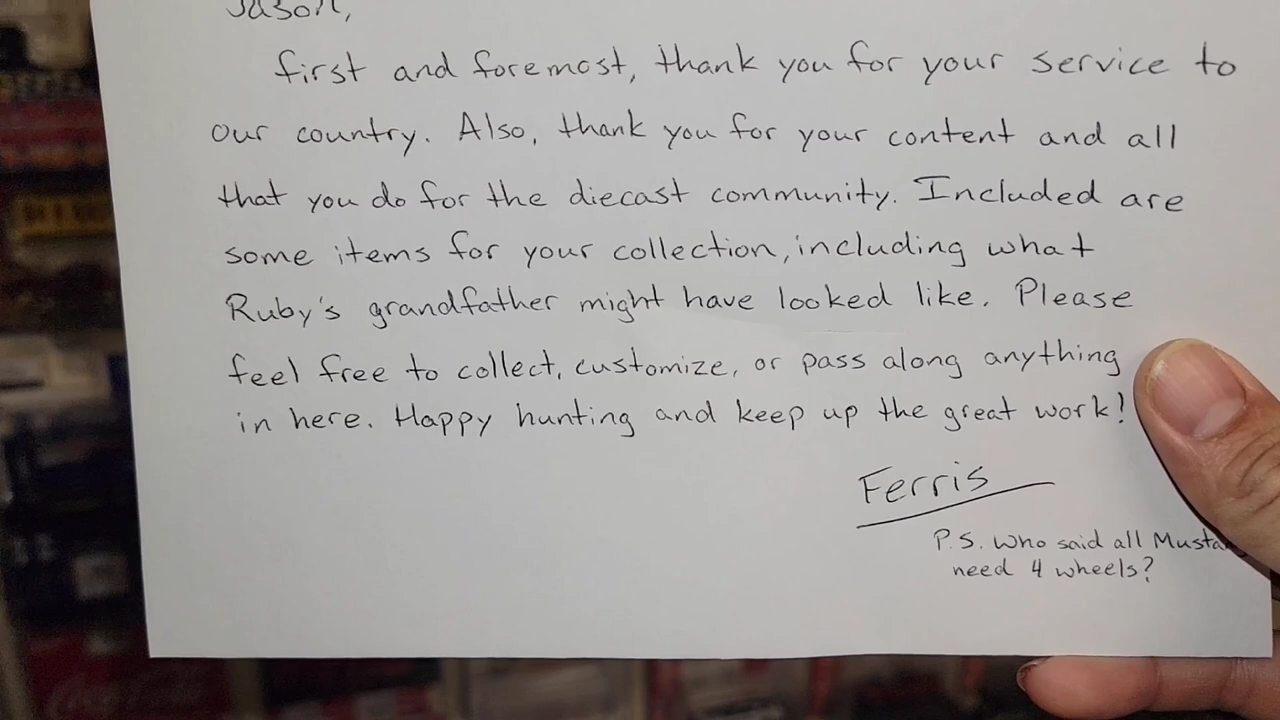 Jason,
first and foremost, thank you for your service to
our country. Also, thank you for your content and all
that you do for the diecast community. Included are
some items for your collection, including what
Ruby's grandfather might have looked like. Please
feel free to collect, customize, or pass along anything
in here. Happy hunting and keep up the great work!
Ferris
P.S. Who said all
need 4 wheels?